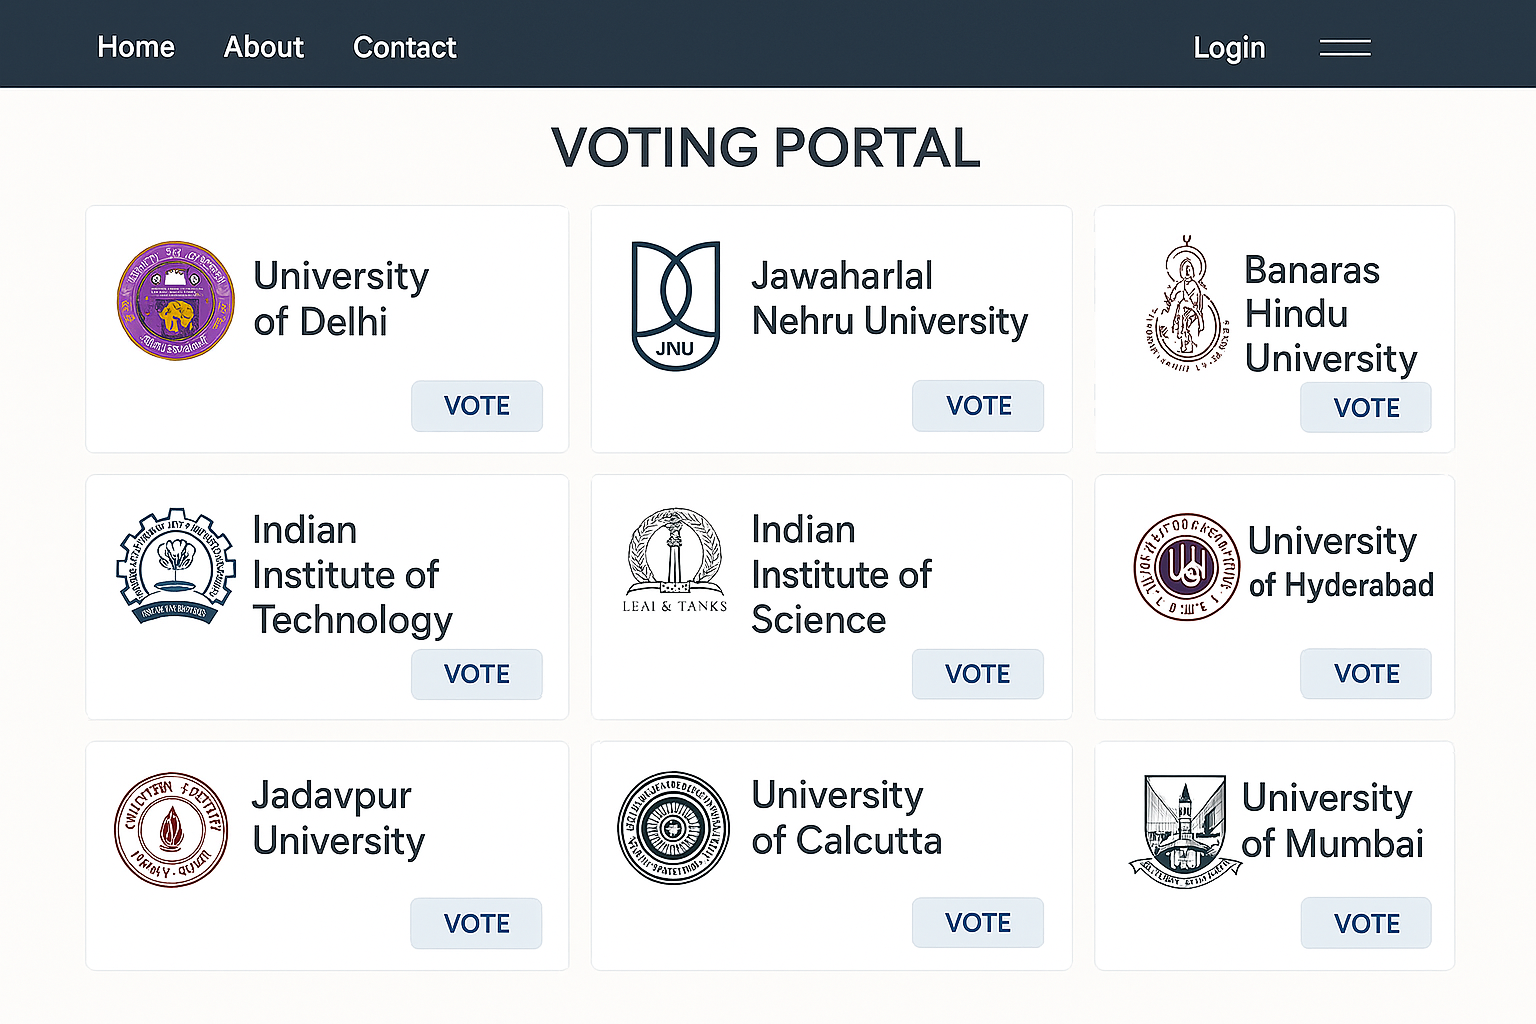 Home About Contact Login
VOTING PORTAL
University
of Delhi
VOTE
JNU
Jawaharlal
Nehru University
VOTE
Banaras
Hindu
University
VOTE
Indian
Institute of
Technology
VOTE
LEAI & TANKS
Indian
Institute of
Science
VOTE
University
of Hyderabad
VOTE
Jadavpur
University
VOTE
University
of Calcutta
VOTE
University
of Mumbai
VOTE